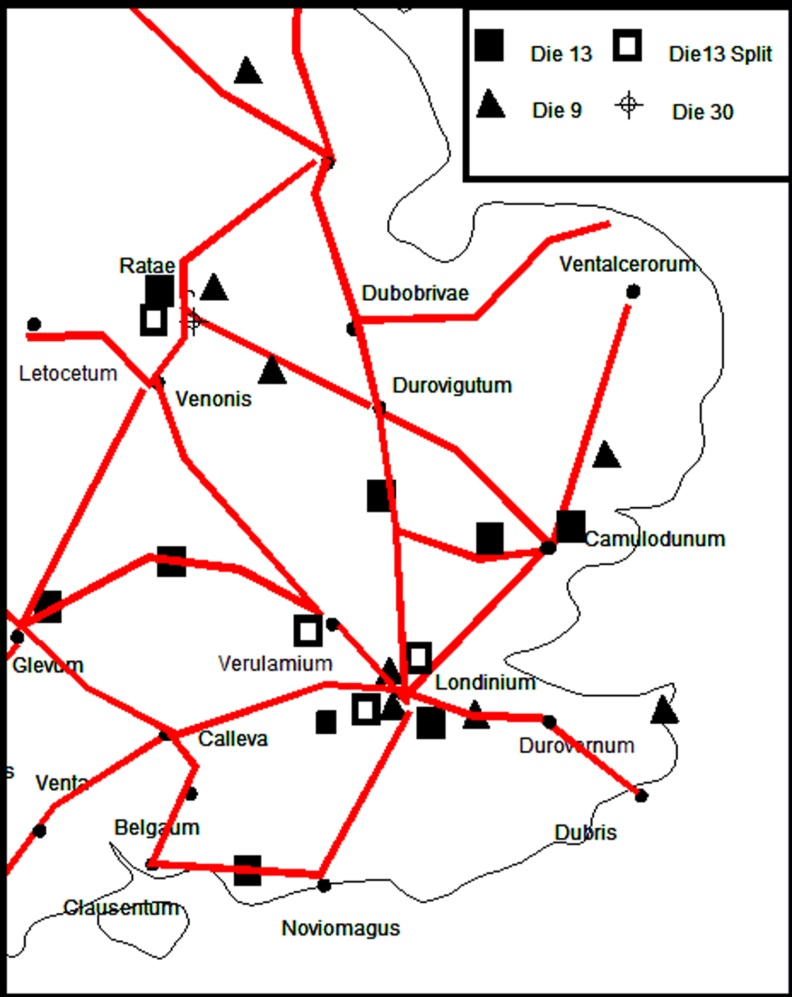 Die 13
Die13 Split
Die 9
Die 30
Ratae
Ventalcerorum
Dubobrivae
Letocetum
Durovigutum
Venonis
Camulodunum
Verulamium
Glevum
Londinium
Calleva
Durovernum
s
Venta
Belgaum
Dubris
Clausentum
Noviomagus